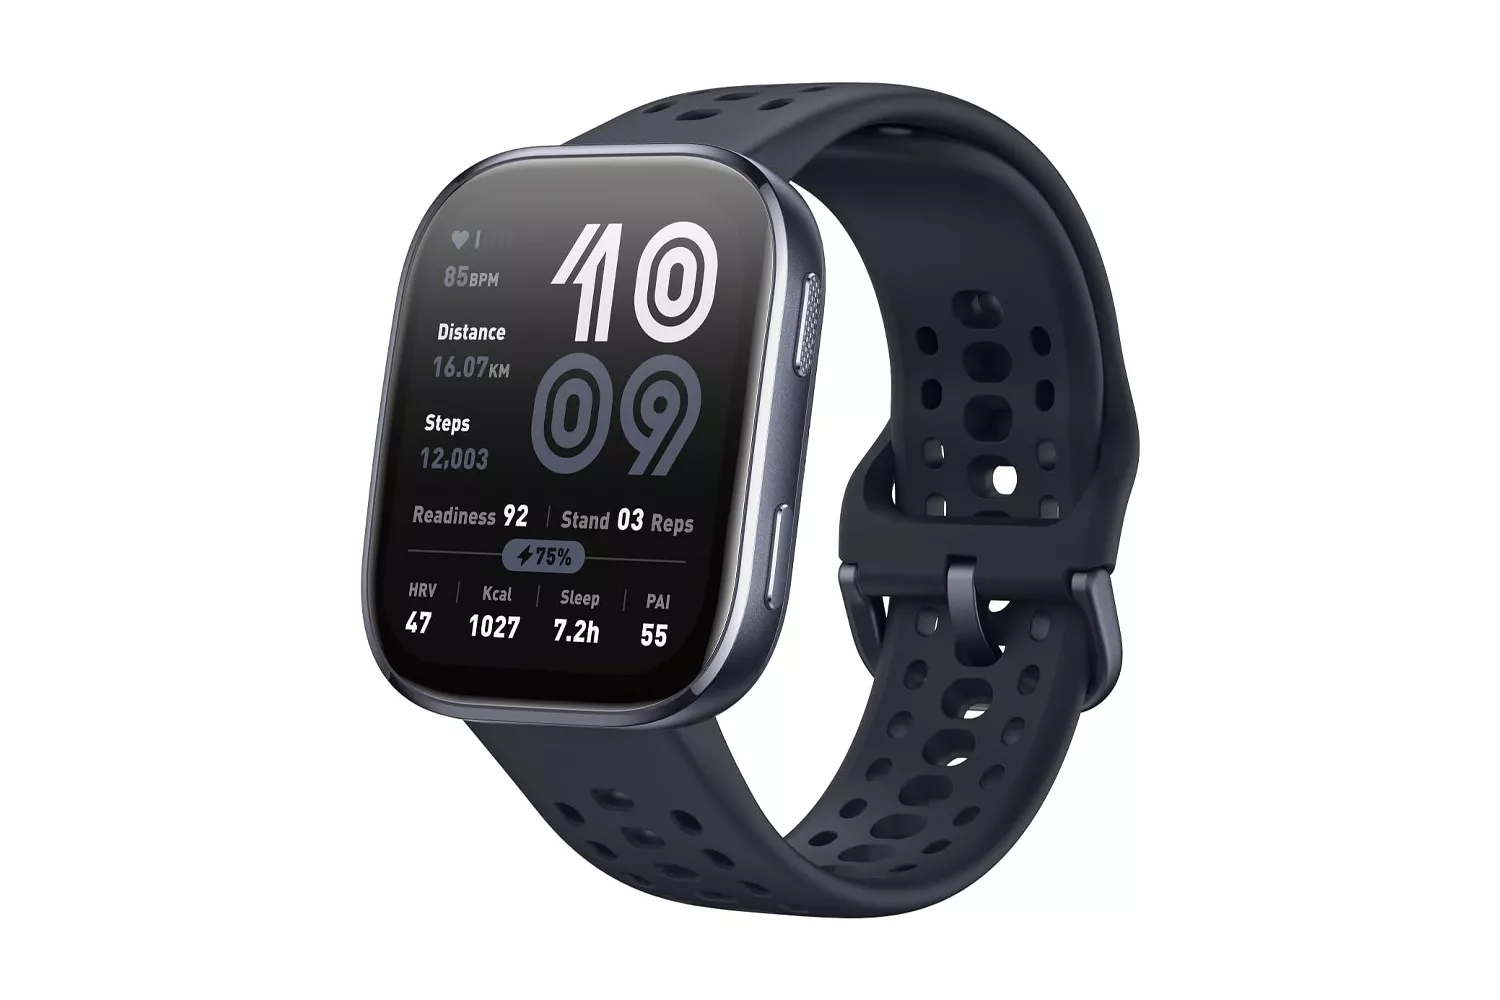 10
85BPM
Distance
16.07KM
09
Steps
12,003
Readiness 92 | Stand 03 Reps
75%
HRV | Kcal | Sleep | PAI
47 1027 7.2h 55